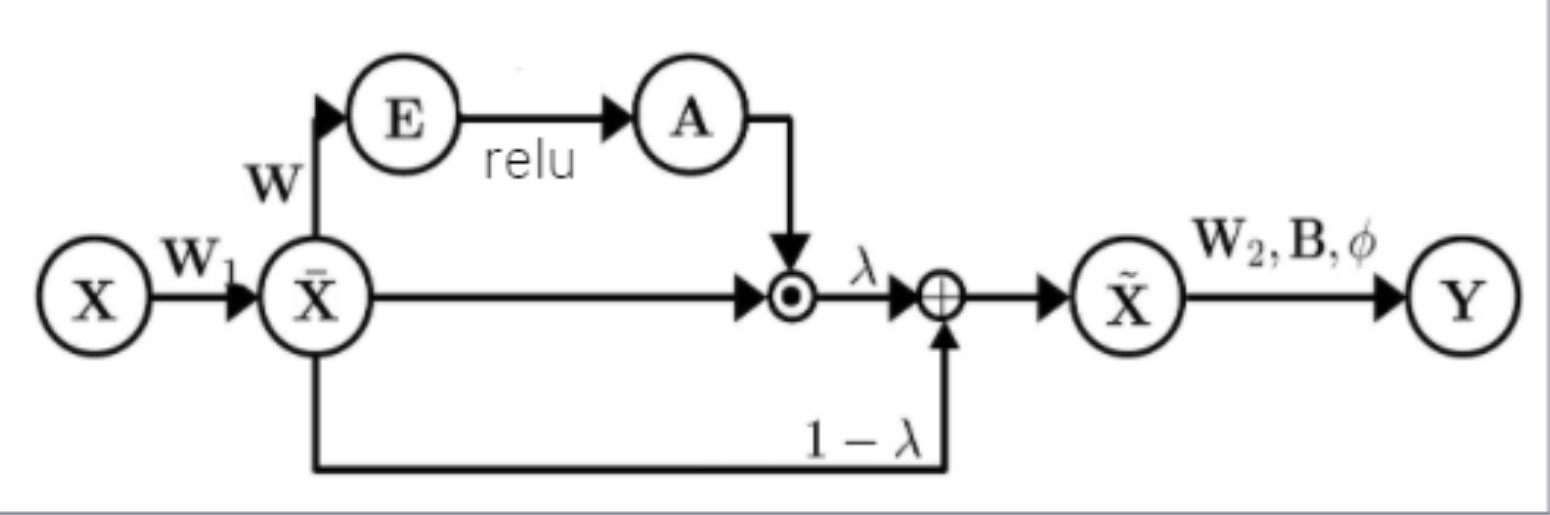 E
A
relu
W
X
W₁
X̄
λ
X̃
W₂, B, ϕ
Y
1 − λ